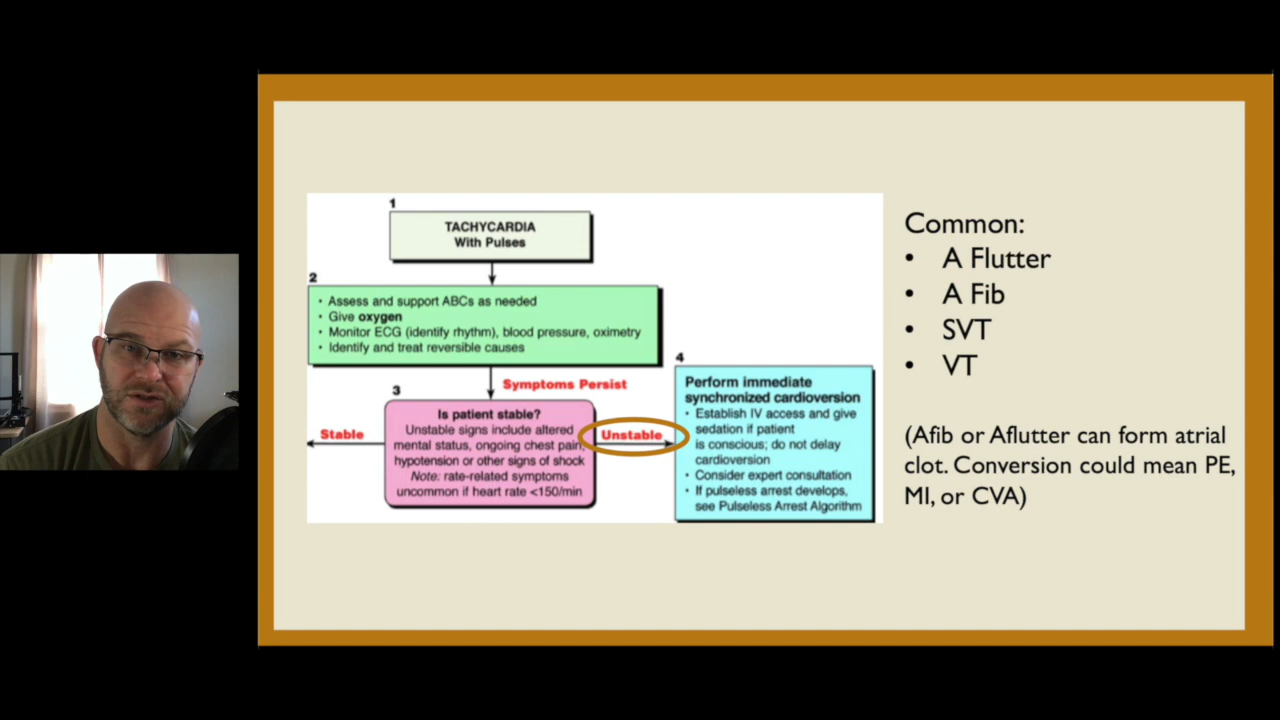 1
TACHYCARDIA
With Pulses
2
• Assess and support ABCs as needed
• Give oxygen
• Monitor ECG (identify rhythm), blood pressure, oximetry
• Identify and treat reversible causes
Symptoms Persist
3
Is patient stable?
Unstable signs include altered
mental status, ongoing chest pain,
hypotension or other signs of shock
Note: rate-related symptoms
uncommon if heart rate <150/min
Stable
Unstable
4
Perform immediate
synchronized cardioversion
• Establish IV access and give
sedation if patient
is conscious; do not delay
cardioversion
• Consider expert consultation
• If pulseless arrest develops,
see Pulseless Arrest Algorithm
Common:
• A Flutter
• A Fib
• SVT
• VT
(Afib or Aflutter can form atrial
clot. Conversion could mean PE,
MI, or CVA)